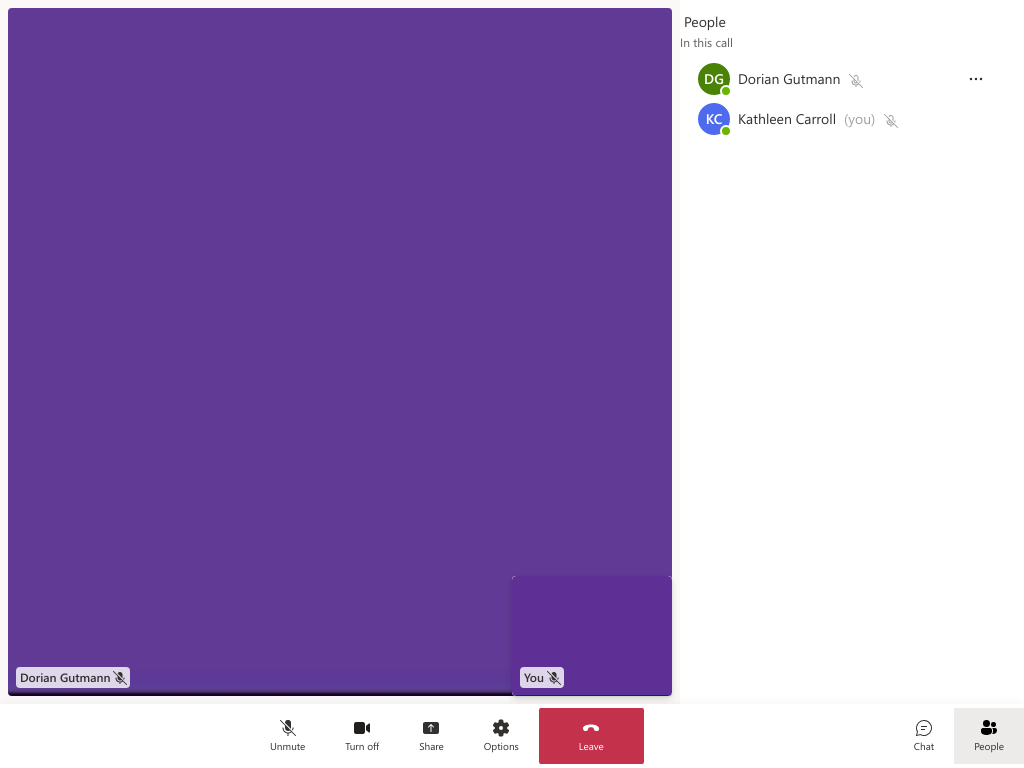 People
In this call
DG
Dorian Gutmann
KC
Kathleen Carroll (you)
Dorian Gutmann
You
Unmute
Turn off
Share
Options
Leave
Chat
People